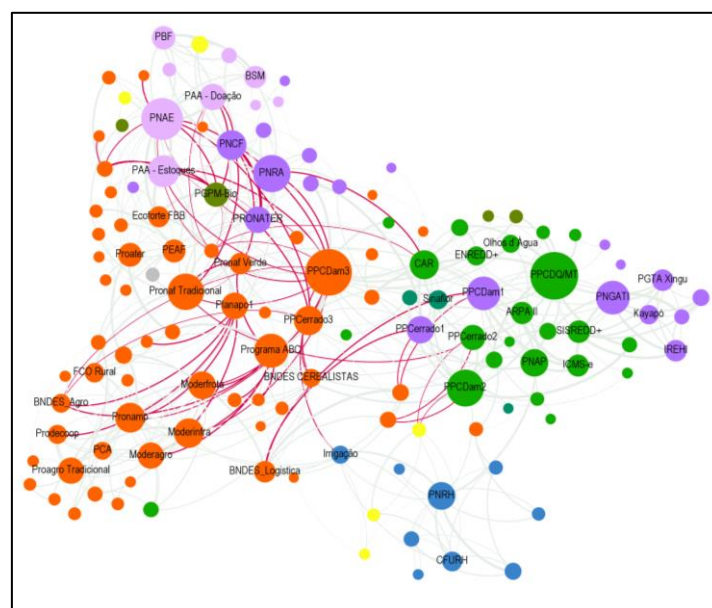 PBF
BSM
PAA - Doação
PNAE
PNCF
PAA - Estoques
PNRA
PGPM-Bio
Ecoforte FBB
PRONATER
Proater
PEAF
Pronaf Verde
PPCDam3
CAR
ENREDD+
Olhos d'Água
PPCDQ/MT
Pronaf Tradicional
Planapo1
Sinaflor
PPCDam1
PNGATI
PGTA Xingu
Kayapó
ARPA II
PPCerrado3
PPCerrado1
PPCerrado2
SISREDD+
IREHI
Programa ABC
PNAP
ICMS-e
FCO Rural
BNDES CEREALISTAS
Moderfrota
PPCDam2
BNDES_Agro
Pronamp
Prodecoop
Moderinfra
PCA
Moderagro
Irrigação
Proagro Tradicional
BNDES_Logística
PNRH
CFURH